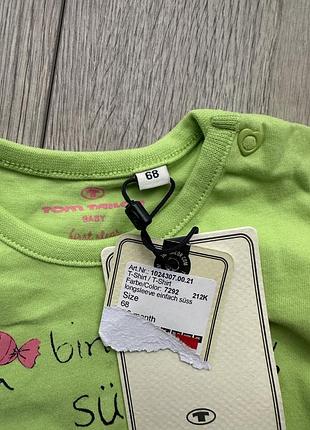 68
TOM TAILOR
BABY
Art.Nr.: 1024307.00.21
T-Shirt / T-Shirt
Farbe/Color: 7292 212K
longsleeve einfach süss
Size
68
month
bin
sü